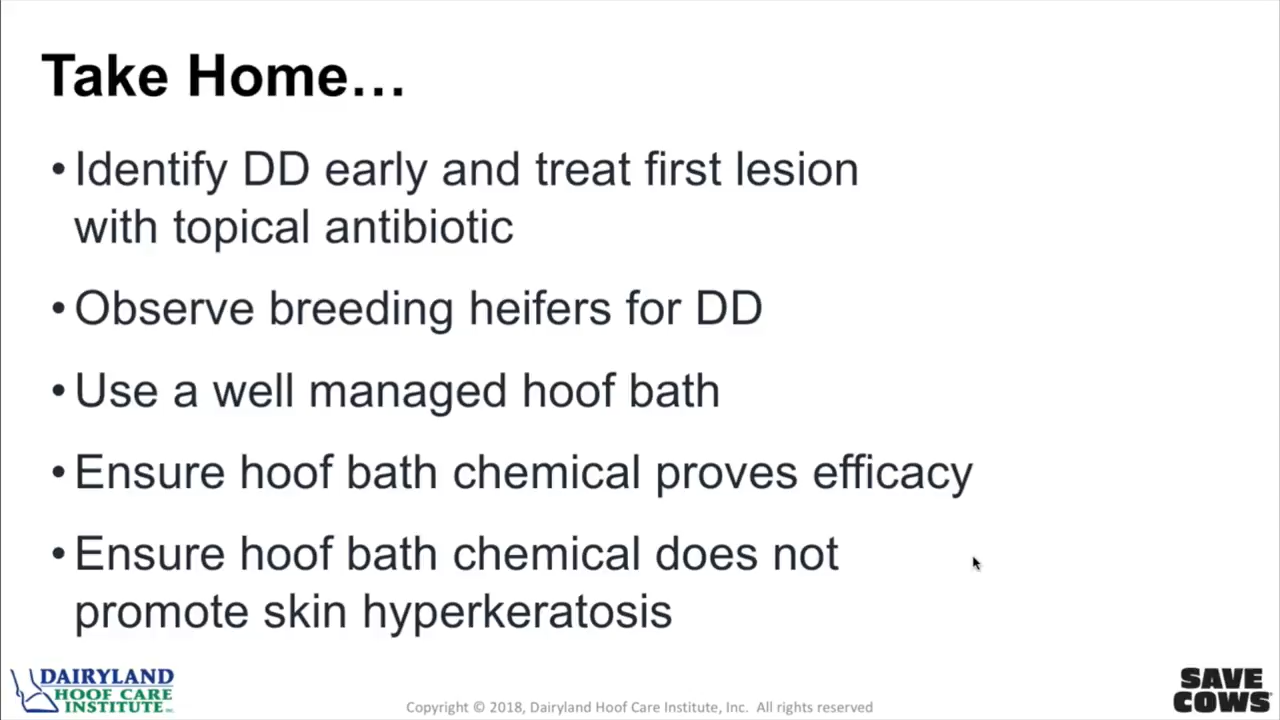 Take Home…
• Identify DD early and treat first lesion
with topical antibiotic
• Observe breeding heifers for DD
• Use a well managed hoof bath
• Ensure hoof bath chemical proves efficacy
• Ensure hoof bath chemical does not
promote skin hyperkeratosis
DAIRYLAND
HOOF CARE
INSTITUTE INC.
Copyright © 2018, Dairyland Hoof Care Institute, Inc. All rights reserved
SAVE
COWS